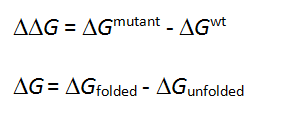 ΔΔG = ΔG^mutant - ΔG^wt
ΔG = ΔG_folded - ΔG_unfolded